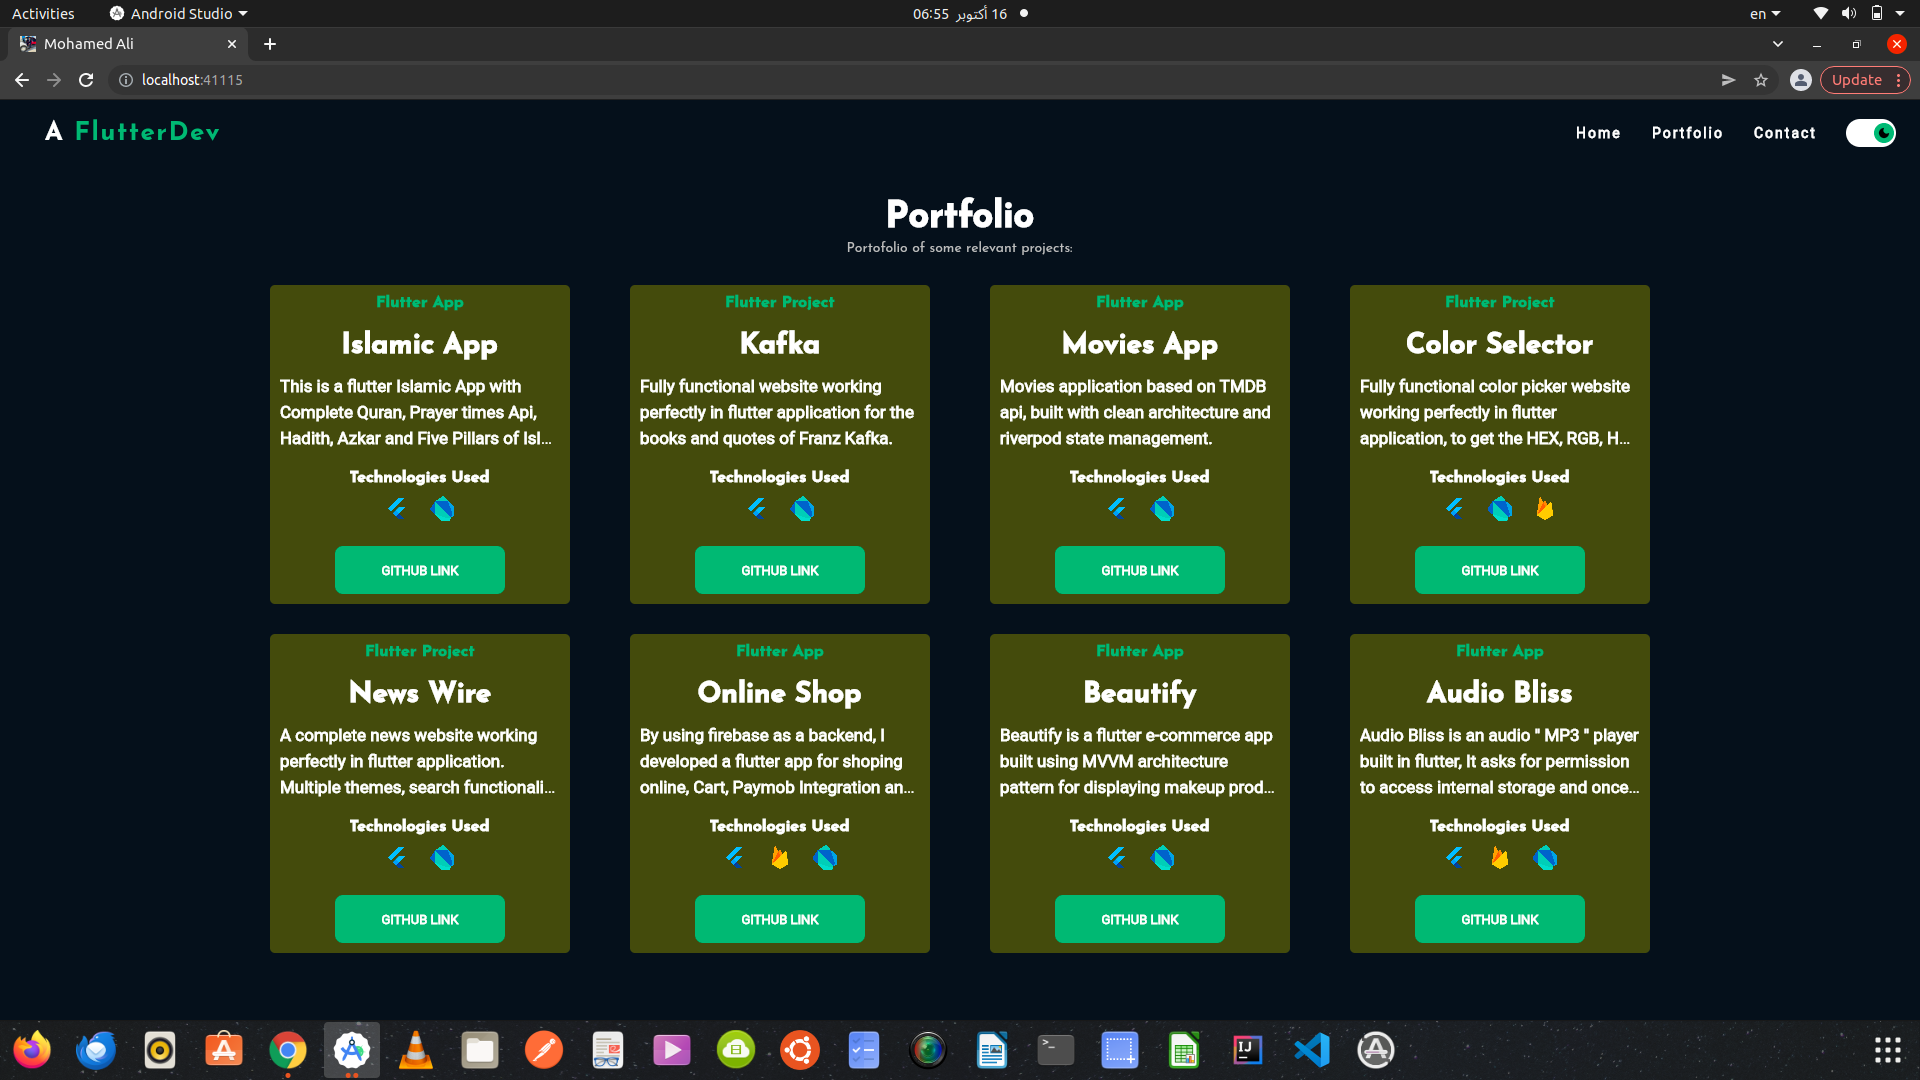 Activities
Android Studio
16 أكتوبر 06:55
en
Mohamed Ali
localhost:41115
Update
A FlutterDev
Home
Portfolio
Contact
Portfolio
Portofolio of some relevant projects:
Flutter App
Islamic App
This is a flutter Islamic App with
Complete Quran, Prayer times Api,
Hadith, Azkar and Five Pillars of Isl...
Technologies Used
GITHUB LINK
Flutter Project
Kafka
Fully functional website working
perfectly in flutter application for the
books and quotes of Franz Kafka.
Technologies Used
GITHUB LINK
Flutter App
Movies App
Movies application based on TMDB
api, built with clean architecture and
riverpod state management.
Technologies Used
GITHUB LINK
Flutter Project
Color Selector
Fully functional color picker website
working perfectly in flutter
application, to get the HEX, RGB, H...
Technologies Used
GITHUB LINK
Flutter Project
News Wire
A complete news website working
perfectly in flutter application.
Multiple themes, search functionali...
Technologies Used
GITHUB LINK
Flutter App
Online Shop
By using firebase as a backend, I
developed a flutter app for shoping
online, Cart, Paymob Integration an...
Technologies Used
GITHUB LINK
Flutter App
Beautify
Beautify is a flutter e-commerce app
built using MVVM architecture
pattern for displaying makeup prod...
Technologies Used
GITHUB LINK
Flutter App
Audio Bliss
Audio Bliss is an audio " MP3 " player
built in flutter, It asks for permission
to access internal storage and once...
Technologies Used
GITHUB LINK
IJ